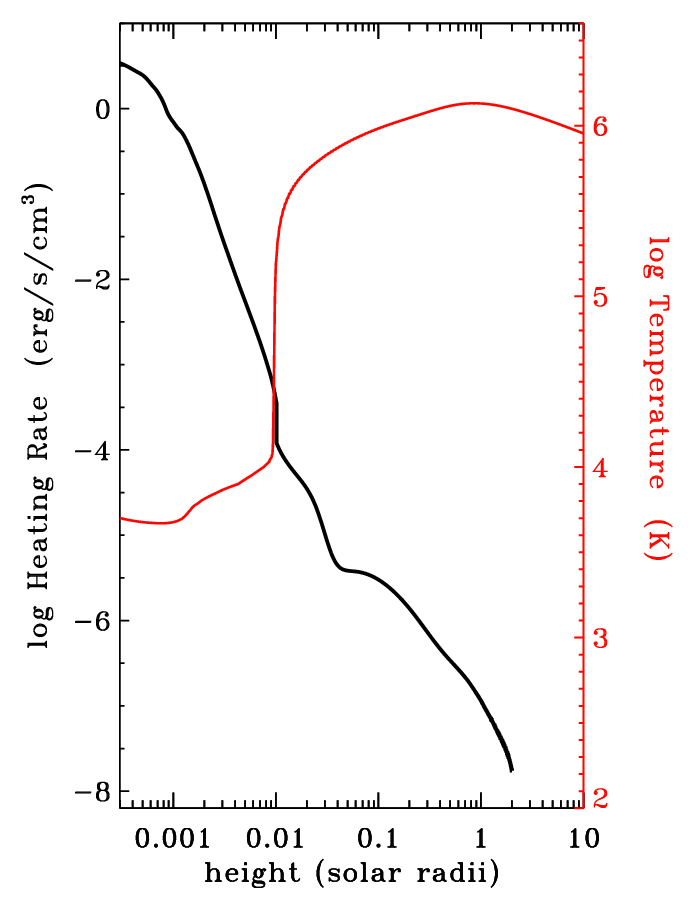 0
−2
−4
−6
−8
log Heating Rate (erg/s/cm³)
6
5
4
3
2
log Temperature (K)
0.001 0.01 0.1 1 10
height (solar radii)